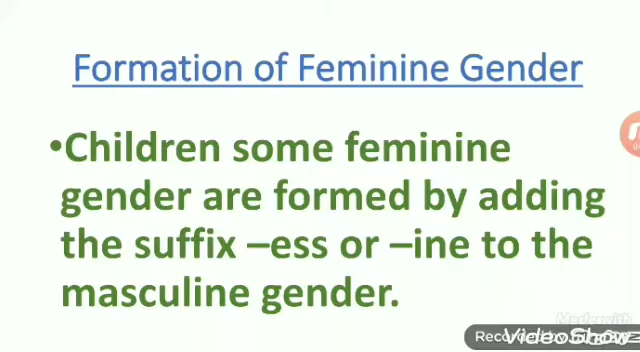 Formation of Feminine Gender
•Children some feminine
gender are formed by adding
the suffix –ess or –ine to the
masculine gender.
VideoShow